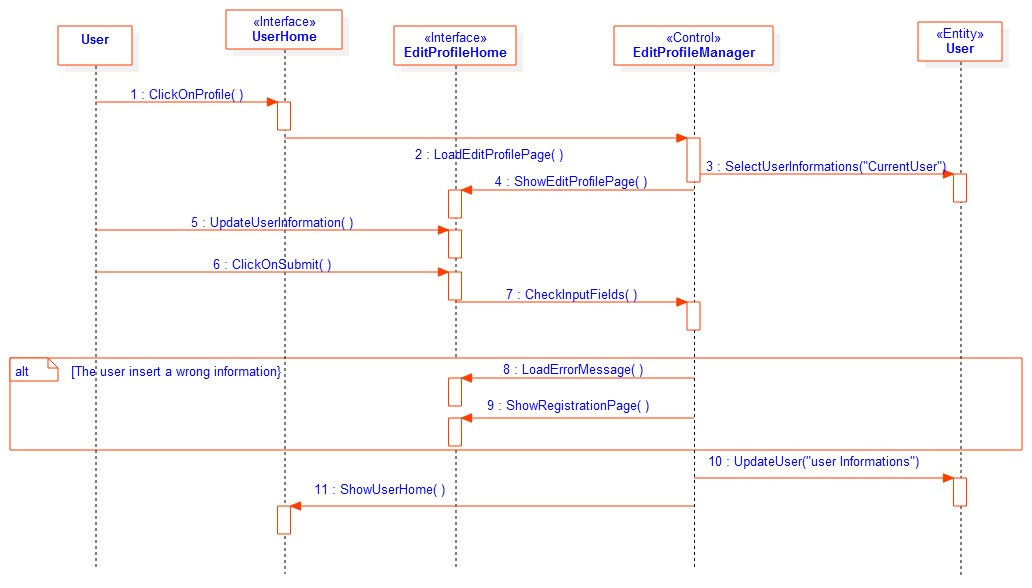 User
«Interface»
UserHome
«Interface»
EditProfileHome
«Control»
EditProfileManager
«Entity»
User
1 : ClickOnProfile( )
2 : LoadEditProfilePage( )
3 : SelectUserInformations("CurrentUser")
4 : ShowEditProfilePage( )
5 : UpdateUserInformation( )
6 : ClickOnSubmit( )
7 : CheckInputFields( )
alt
[The user insert a wrong information}
8 : LoadErrorMessage( )
9 : ShowRegistrationPage( )
10 : UpdateUser("user Informations")
11 : ShowUserHome( )